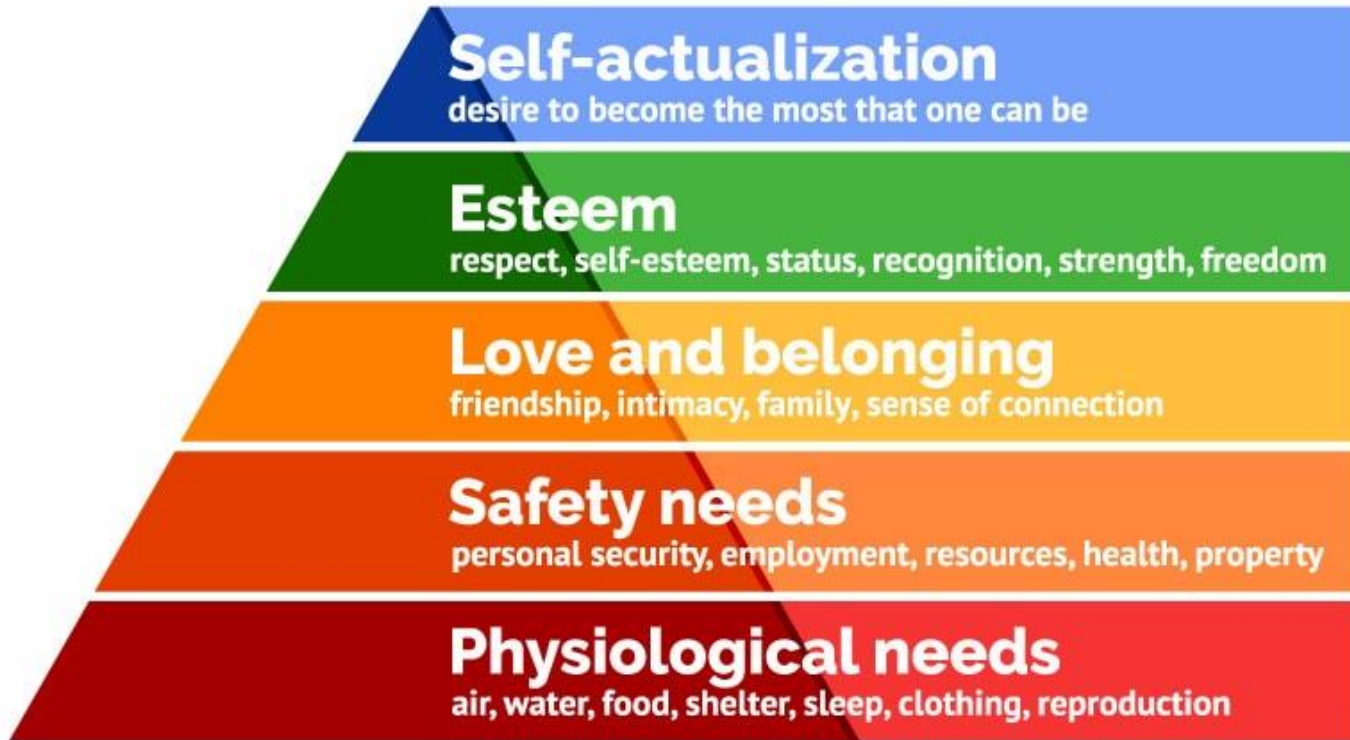 Self-actualization
desire to become the most that one can be
Esteem
respect, self-esteem, status, recognition, strength, freedom
Love and belonging
friendship, intimacy, family, sense of connection
Safety needs
personal security, employment, resources, health, property
Physiological needs
air, water, food, shelter, sleep, clothing, reproduction